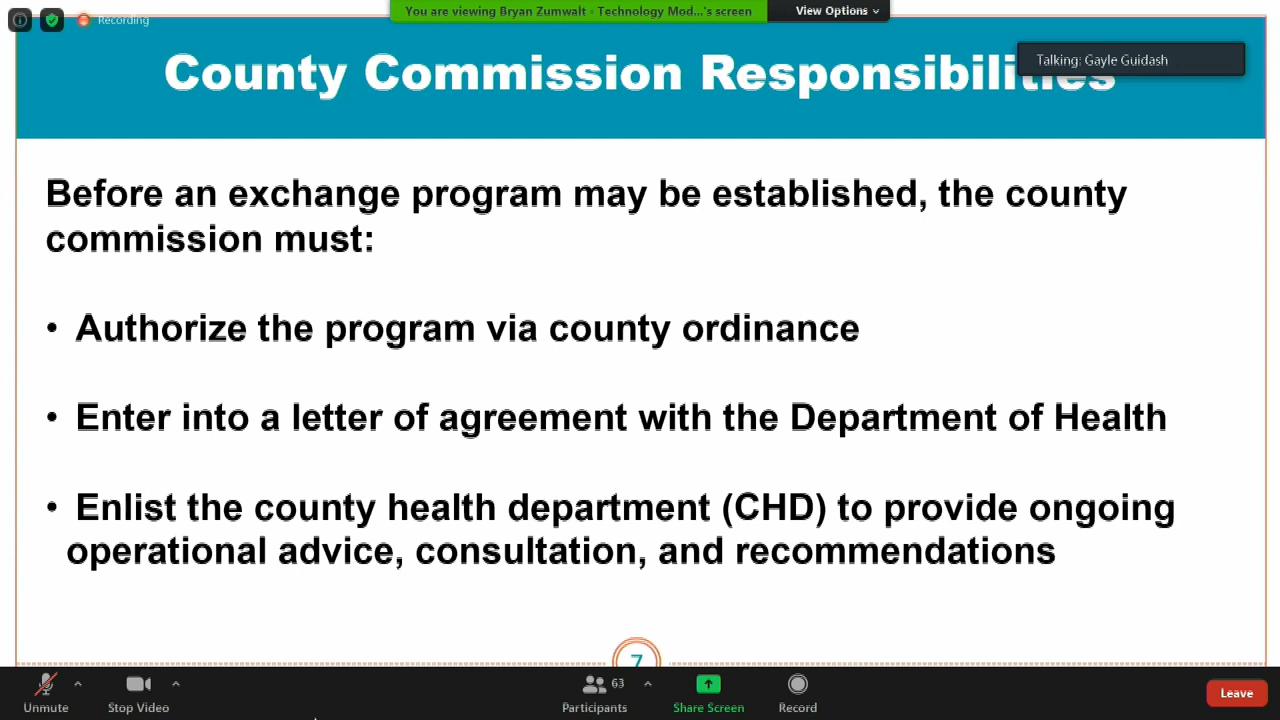 Recording
You are viewing Bryan Zumwalt - Technology Mod...'s screen
View Options
Talking: Gayle Guidash
County Commission Responsibilities
Before an exchange program may be established, the county
commission must:
• Authorize the program via county ordinance
• Enter into a letter of agreement with the Department of Health
• Enlist the county health department (CHD) to provide ongoing
operational advice, consultation, and recommendations
7
Unmute
Stop Video
63
Participants
Share Screen
Record
Leave